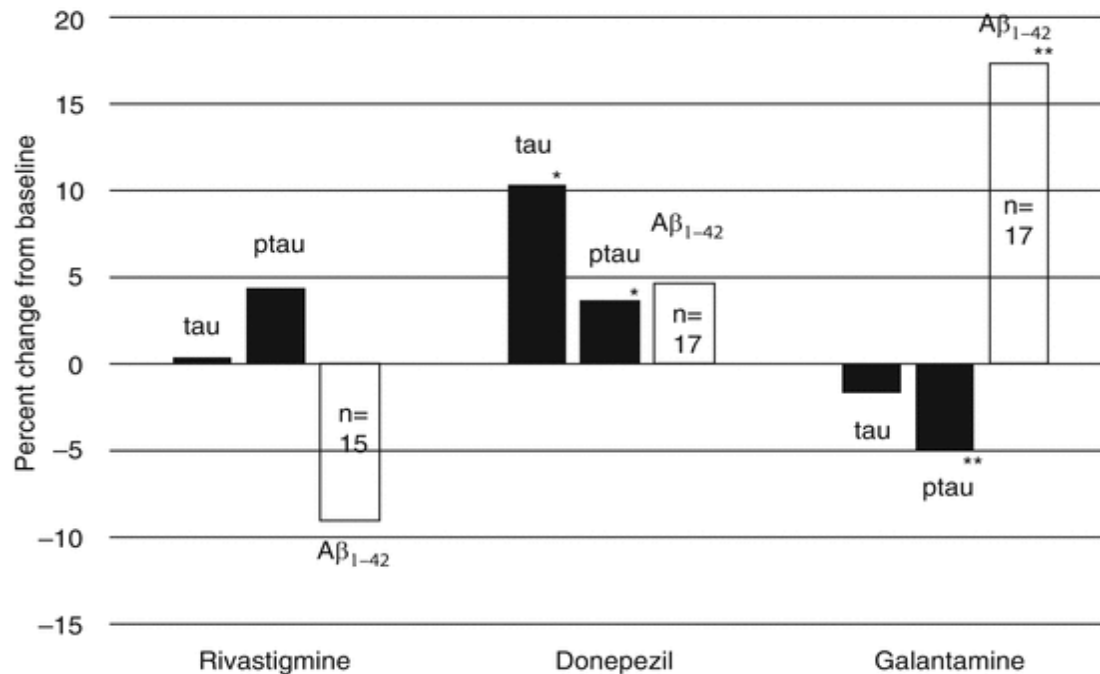 Percent change from baseline
20
15
10
5
0
−5
−10
−15
tau
ptau
n=
15
Aβ1–42
tau
*
ptau
*
Aβ1–42
n=
17
tau
ptau
**
Aβ1–42
**
n=
17
Rivastigmine
Donepezil
Galantamine